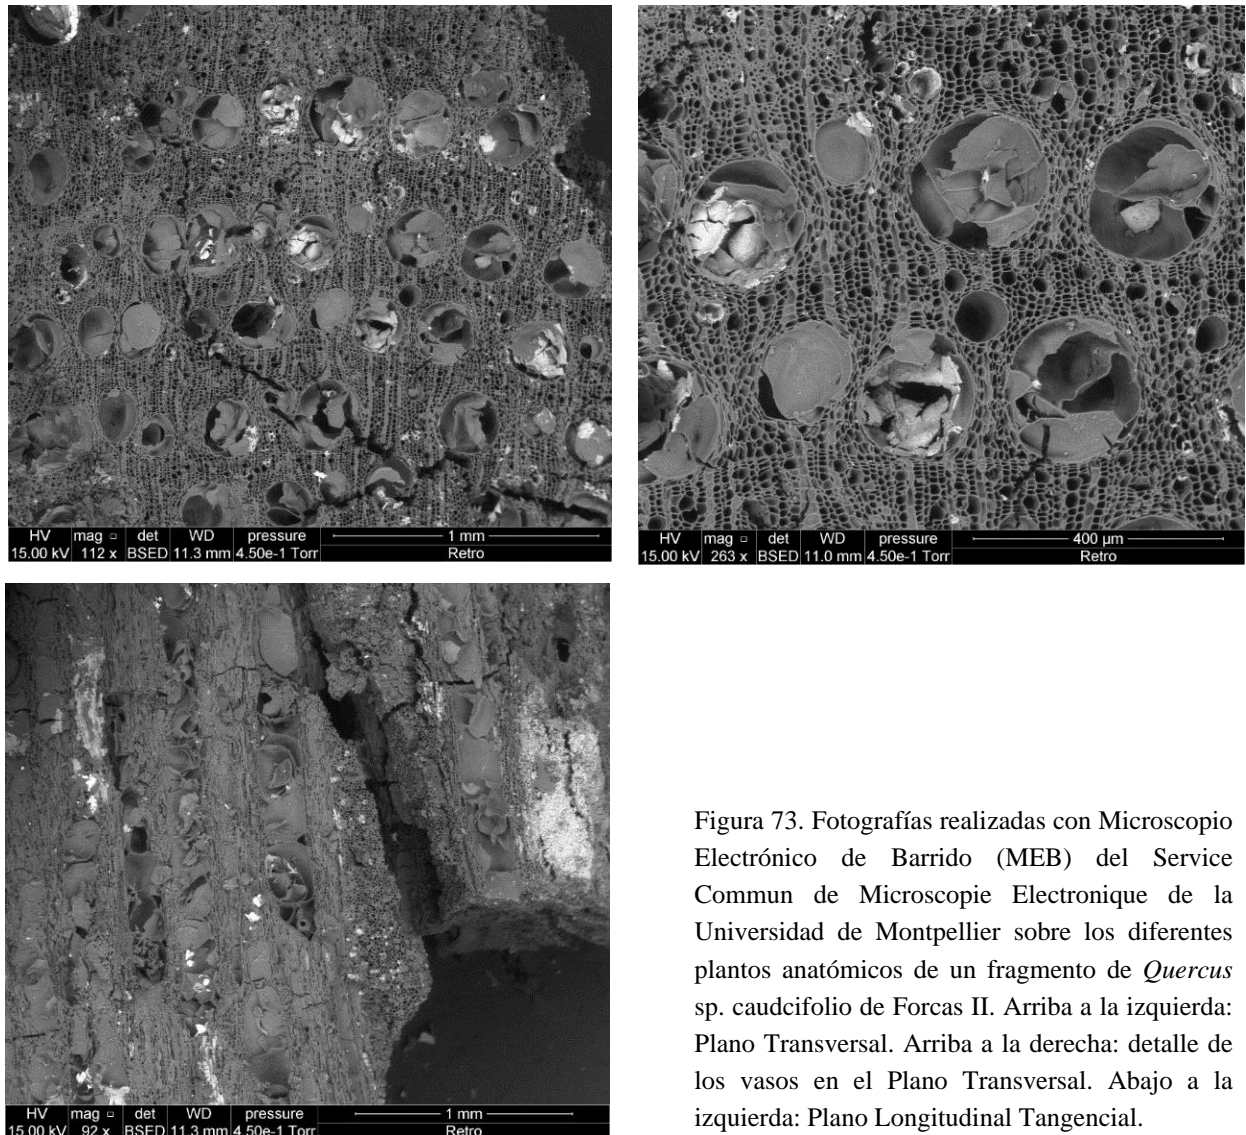 HV mag □ det WD pressure 1 mm
15.00 kV 112 x BSED 11.3 mm 4.50e-1 Torr Retro
HV mag □ det WD pressure 400 µm
15.00 kV 263 x BSED 11.0 mm 4.50e-1 Torr Retro
HV mag □ det WD pressure 1 mm
15.00 kV 92 x BSED 11.3 mm 4.50e-1 Torr Retro
Figura 73. Fotografías realizadas con Microscopio
Electrónico de Barrido (MEB) del Service
Commun de Microscopie Electronique de la
Universidad de Montpellier sobre los diferentes
plantos anatómicos de un fragmento de Quercus
sp. caudcifolio de Forcas II. Arriba a la izquierda:
Plano Transversal. Arriba a la derecha: detalle de
los vasos en el Plano Transversal. Abajo a la
izquierda: Plano Longitudinal Tangencial.